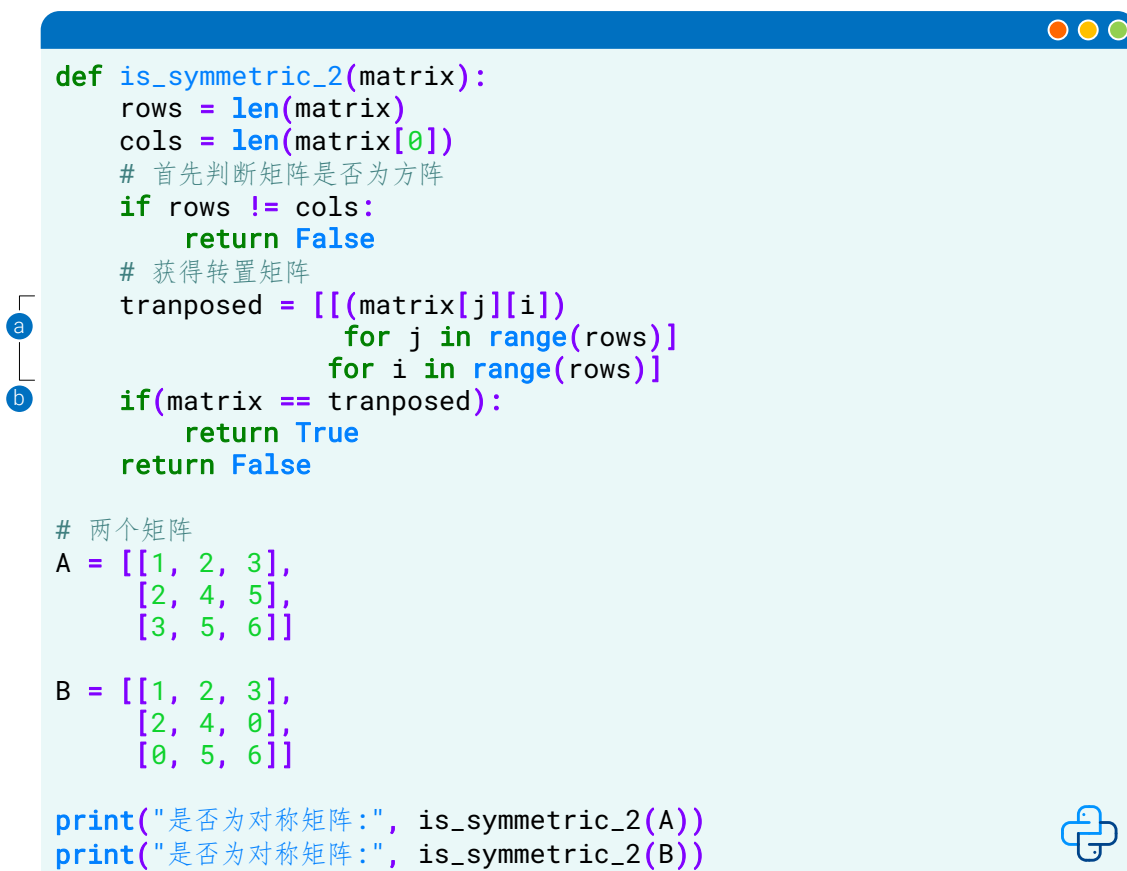 def is_symmetric_2(matrix):
    rows = len(matrix)
    cols = len(matrix[0])
    # 首先判断矩阵是否为方阵
    if rows != cols:
        return False
    # 获得转置矩阵
a
    tranposed = [[(matrix[j][i])
                  for j in range(rows)]
                 for i in range(rows)]
b
    if(matrix == tranposed):
        return True
    return False

# 两个矩阵
A = [[1, 2, 3],
     [2, 4, 5],
     [3, 5, 6]]

B = [[1, 2, 3],
     [2, 4, 0],
     [0, 5, 6]]

print("是否为对称矩阵:", is_symmetric_2(A))
print("是否为对称矩阵:", is_symmetric_2(B))